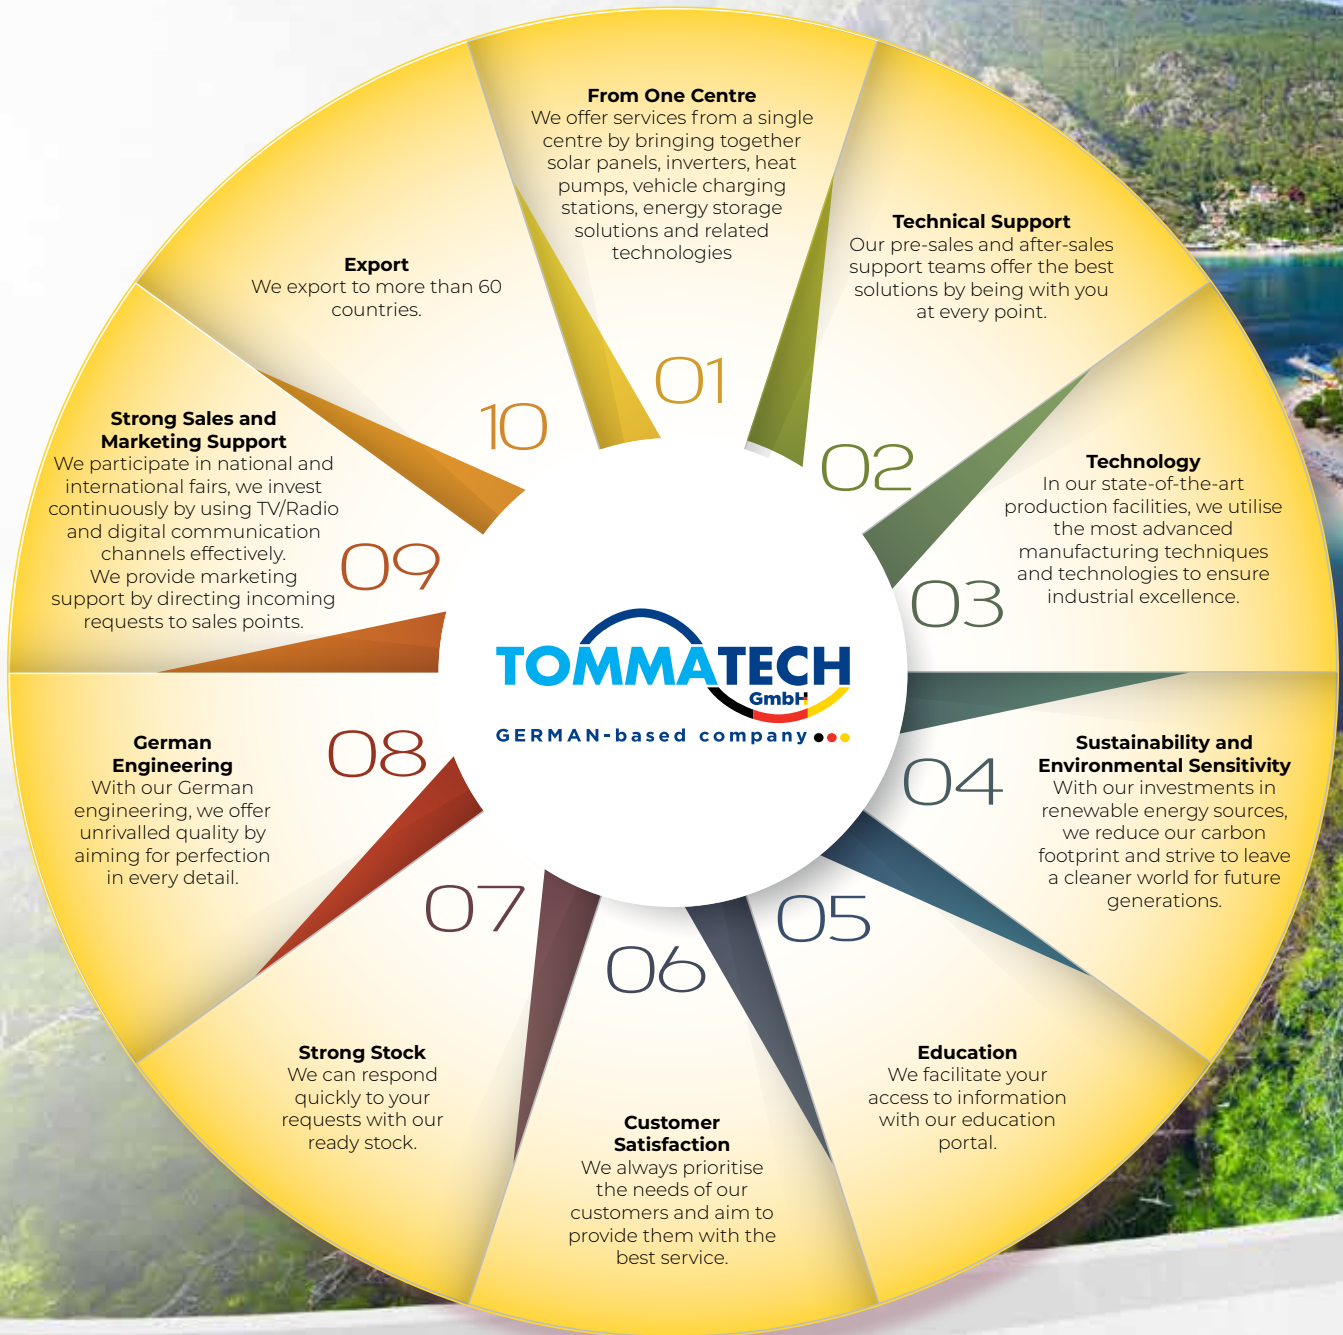 From One Centre
We offer services from a single
centre by bringing together
solar panels, inverters, heat
pumps, vehicle charging
stations, energy storage
solutions and related
technologies
01
Technical Support
Our pre-sales and after-sales
support teams offer the best
solutions by being with you
at every point.
02
Technology
In our state-of-the-art
production facilities, we utilise
the most advanced
manufacturing techniques
and technologies to ensure
industrial excellence.
03
Sustainability and
Environmental Sensitivity
With our investments in
renewable energy sources,
we reduce our carbon
footprint and strive to leave
a cleaner world for future
generations.
04
Education
We facilitate your
access to information
with our education
portal.
05
Customer
Satisfaction
We always prioritise
the needs of our
customers and aim to
provide them with the
best service.
06
Strong Stock
We can respond
quickly to your
requests with our
ready stock.
07
German
Engineering
With our German
engineering, we offer
unrivalled quality by
aiming for perfection
in every detail.
08
Strong Sales and
Marketing Support
We participate in national and
international fairs, we invest
continuously by using TV/Radio
and digital communication
channels effectively.
We provide marketing
support by directing incoming
requests to sales points.
09
Export
We export to more than 60
countries.
10
TOMMATECH
GmbH
GERMAN-based company